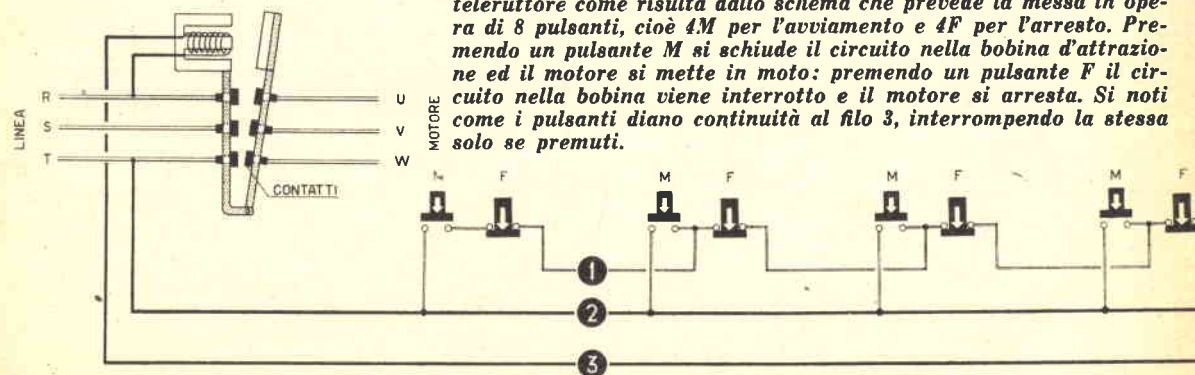 teleruttore come risulta dallo schema che prevede la messa in ope-
ra di 8 pulsanti, cioè 4M per l'avviamento e 4F per l'arresto. Pre-
mendo un pulsante M si schiude il circuito nella bobina d'attrazio-
ne ed il motore si mette in moto: premendo un pulsante F il cir-
cuito nella bobina viene interrotto e il motore si arresta. Si noti
come i pulsanti diano continuità al filo 3, interrompendo la stessa
solo se premuti.
LINEA
R
S
T
U
V
W
MOTORE
CONTATTI
M F M F M F M F
1
2
3